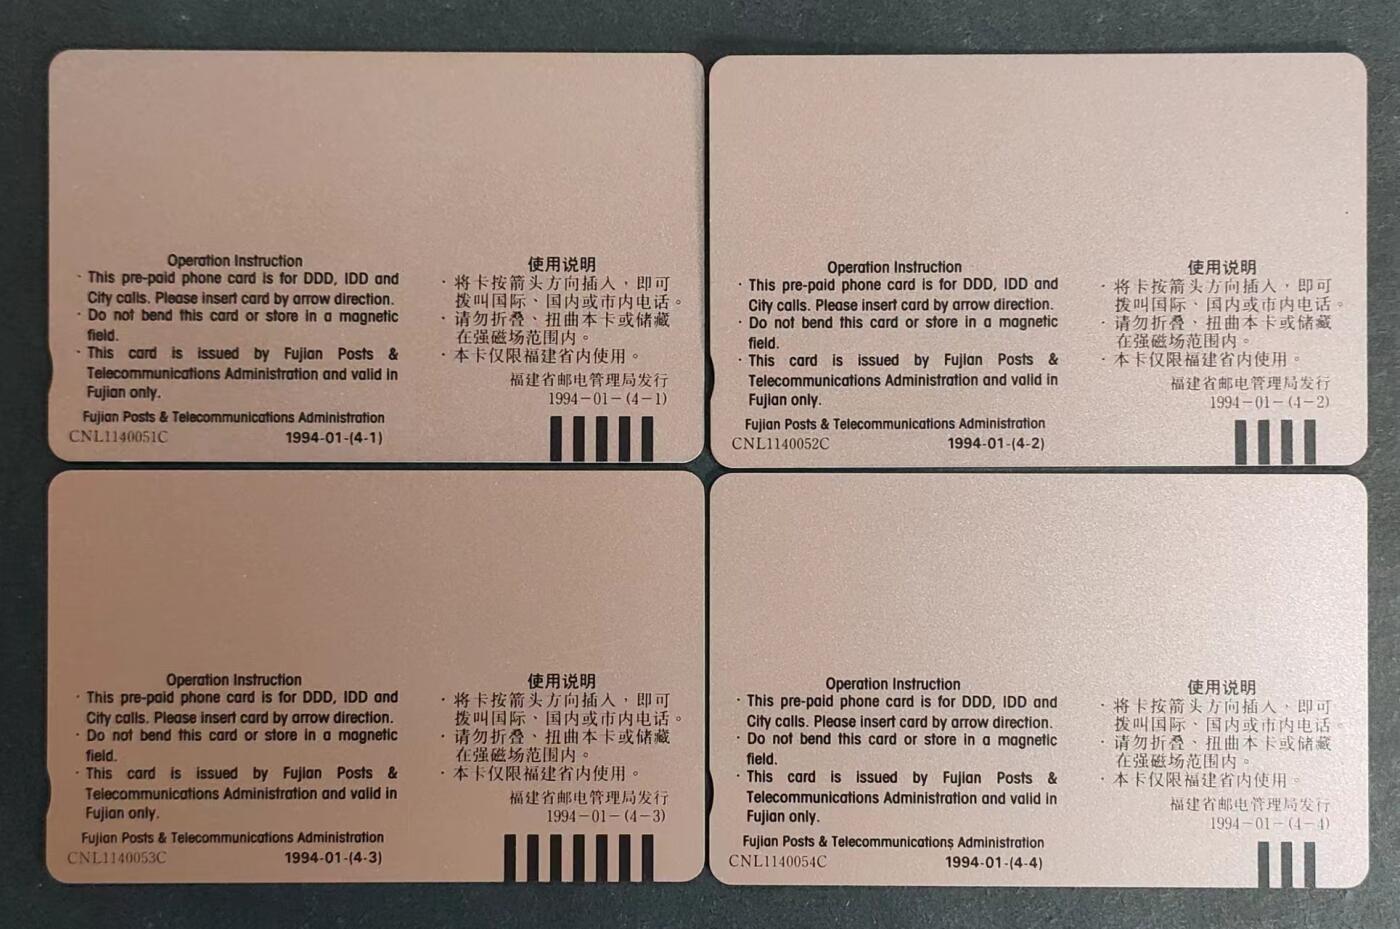 Operation Instruction
· This pre-paid phone card is for DDD, IDD and
City calls. Please insert card by arrow direction.
· Do not bend this card or store in a magnetic
field.
· This card is issued by Fujian Posts &
Telecommunications Administration and valid in
Fujian only.
Fujian Posts & Telecommunications Administration
CNL1140051C 1994-01-(4-1)
使用说明
· 将卡按箭头方向插入，即可
拨叫国际、国内或市内电话。
· 请勿折叠、扭曲本卡或储藏
在强磁场范围内。
· 本卡仅限福建省内使用。
福建省邮电管理局发行
1994-01-(4-1)
Operation Instruction
· This pre-paid phone card is for DDD, IDD and
City calls. Please insert card by arrow direction.
· Do not bend this card or store in a magnetic
field.
· This card is issued by Fujian Posts &
Telecommunications Administration and valid in
Fujian only.
Fujian Posts & Telecommunications Administration
CNL1140052C 1994-01-(4-2)
使用说明
· 将卡按箭头方向插入，即可
拨叫国际、国内或市内电话。
· 请勿折叠、扭曲本卡或储藏
在强磁场范围内。
· 本卡仅限福建省内使用。
福建省邮电管理局发行
1994-01-(4-2)
Operation Instruction
· This pre-paid phone card is for DDD, IDD and
City calls. Please insert card by arrow direction.
· Do not bend this card or store in a magnetic
field.
· This card is issued by Fujian Posts &
Telecommunications Administration and valid in
Fujian only.
Fujian Posts & Telecommunications Administration
CNL1140053C 1994-01-(4-3)
使用说明
· 将卡按箭头方向插入，即可
拨叫国际、国内或市内电话。
· 请勿折叠、扭曲本卡或储藏
在强磁场范围内。
· 本卡仅限福建省内使用。
福建省邮电管理局发行
1994-01-(4-3)
Operation Instruction
· This pre-paid phone card is for DDD, IDD and
City calls. Please insert card by arrow direction.
· Do not bend this card or store in a magnetic
field.
· This card is issued by Fujian Posts &
Telecommunications Administration and valid in
Fujian only.
Fujian Posts & Telecommunications Administration
CNL1140054C 1994-01-(4-4)
使用说明
· 将卡按箭头方向插入，即可
拨叫国际、国内或市内电话。
· 请勿折叠、扭曲本卡或储藏
在强磁场范围内。
· 本卡仅限福建省内使用。
福建省邮电管理局发行
1994-01-(4-4)